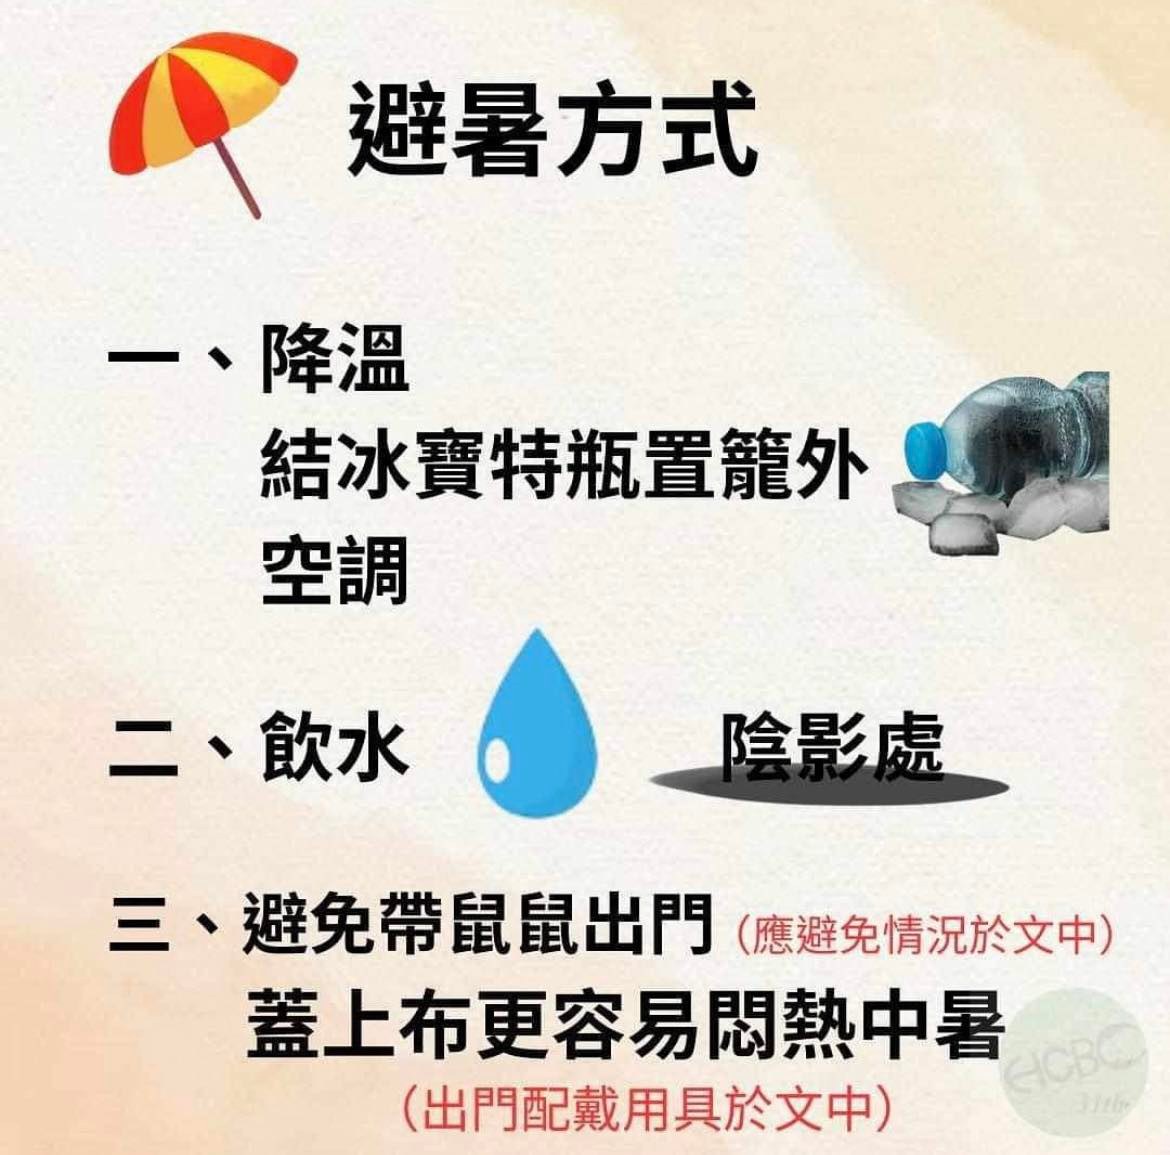 避暑方式
一、降溫
結冰寶特瓶置籠外
空調
二、飲水 陰影處
三、避免帶鼠鼠出門（應避免情況於文中）
蓋上布更容易悶熱中暑
（出門配戴用具於文中）
HCBC